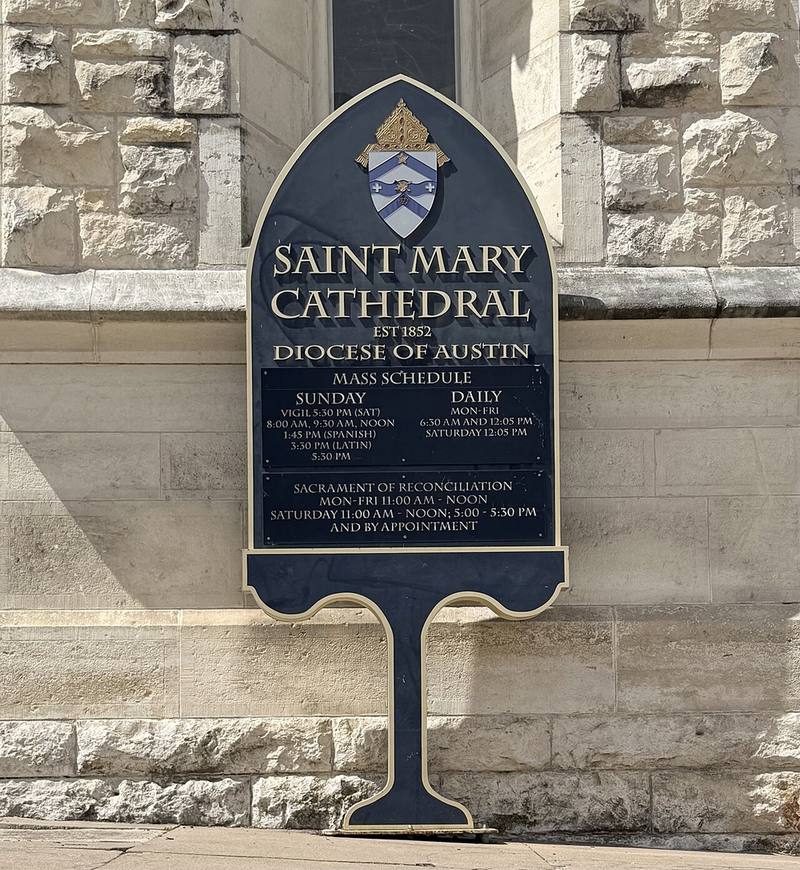 SAINT MARY
CATHEDRAL
EST 1852
DIOCESE OF AUSTIN
MASS SCHEDULE
SUNDAY
VIGIL 5:30 PM (SAT)
8:00 AM, 9:30 AM, NOON
1:45 PM (SPANISH)
3:30 PM (LATIN)
5:30 PM
DAILY
MON-FRI
6:30 AM AND 12:05 PM
SATURDAY 12:05 PM
SACRAMENT OF RECONCILIATION
MON-FRI 11:00 AM - NOON
SATURDAY 11:00 AM - NOON; 5:00 - 5:30 PM
AND BY APPOINTMENT